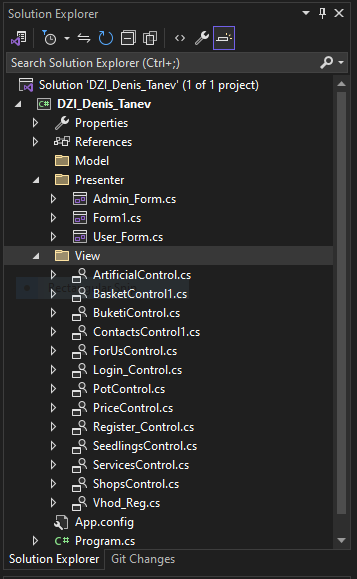 Solution Explorer
Search Solution Explorer (Ctrl+;)
Solution 'DZI_Denis_Tanev' (1 of 1 project)
DZI_Denis_Tanev
Properties
References
Model
Presenter
Admin_Form.cs
Form1.cs
User_Form.cs
View
ArtificialControl.cs
BasketControl1.cs
BuketiControl.cs
ContactsControl1.cs
ForUsControl.cs
Login_Control.cs
PotControl.cs
PriceControl.cs
Register_Control.cs
SeedlingsControl.cs
ServicesControl.cs
ShopsControl.cs
Vhod_Reg.cs
App.config
C# Program.cs
Solution Explorer Git Changes